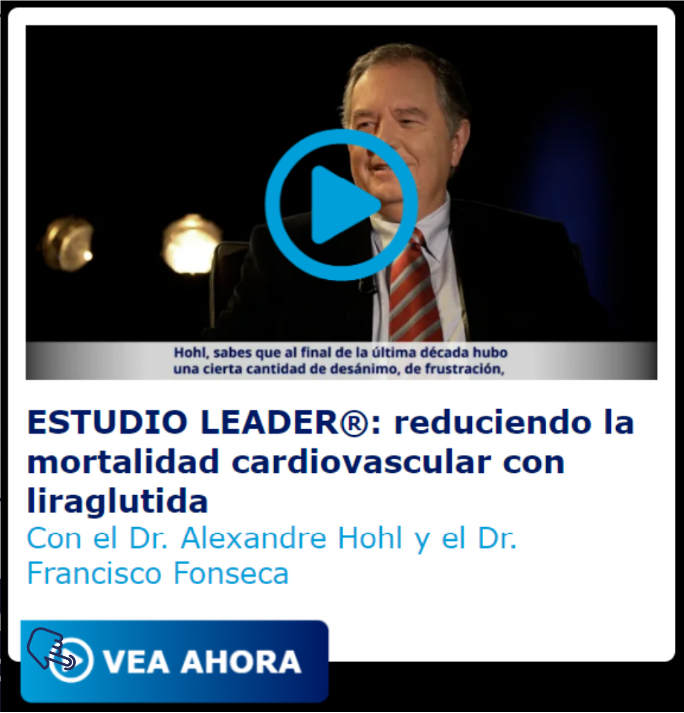 Hohl, sabes que al final de la última década hubo
una cierta cantidad de desánimo, de frustración,
ESTUDIO LEADER®: reduciendo la
mortalidad cardiovascular con
liraglutida
Con el Dr. Alexandre Hohl y el Dr.
Francisco Fonseca
VEA AHORA